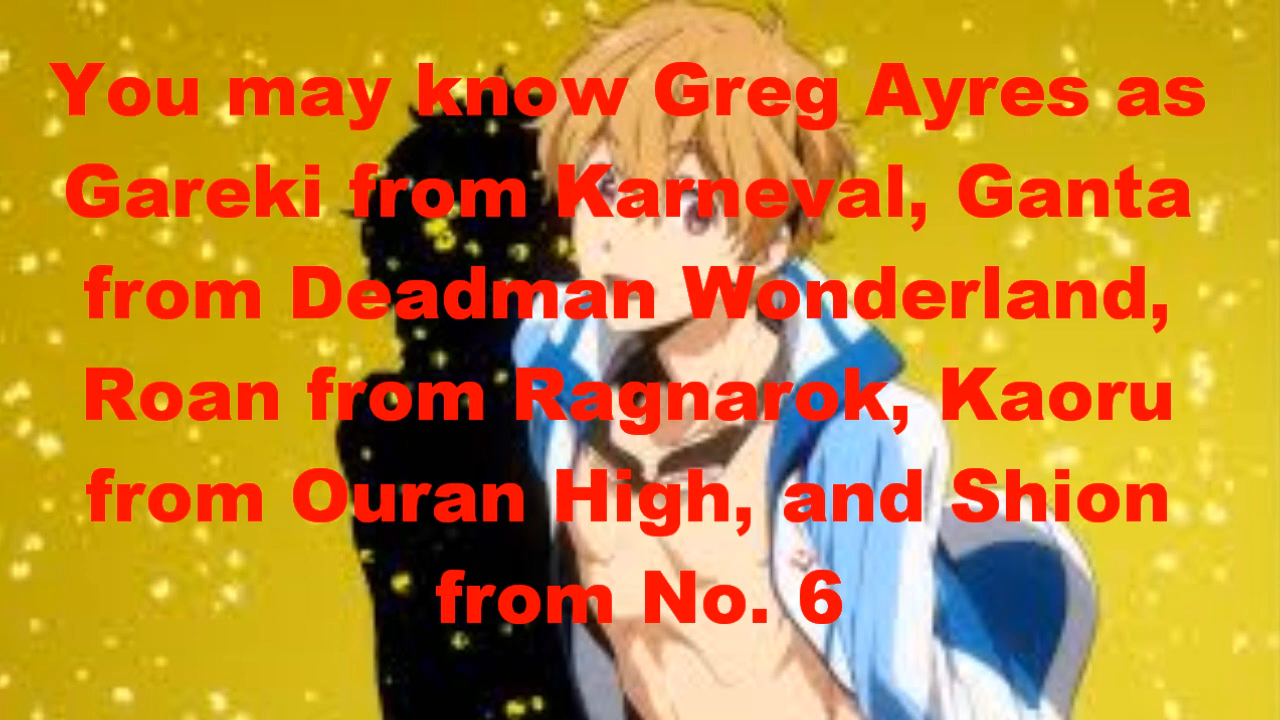 You may know Greg Ayres as
Gareki from Karneval, Ganta
from Deadman Wonderland,
Roan from Ragnarok, Kaoru
from Ouran High, and Shion
from No. 6